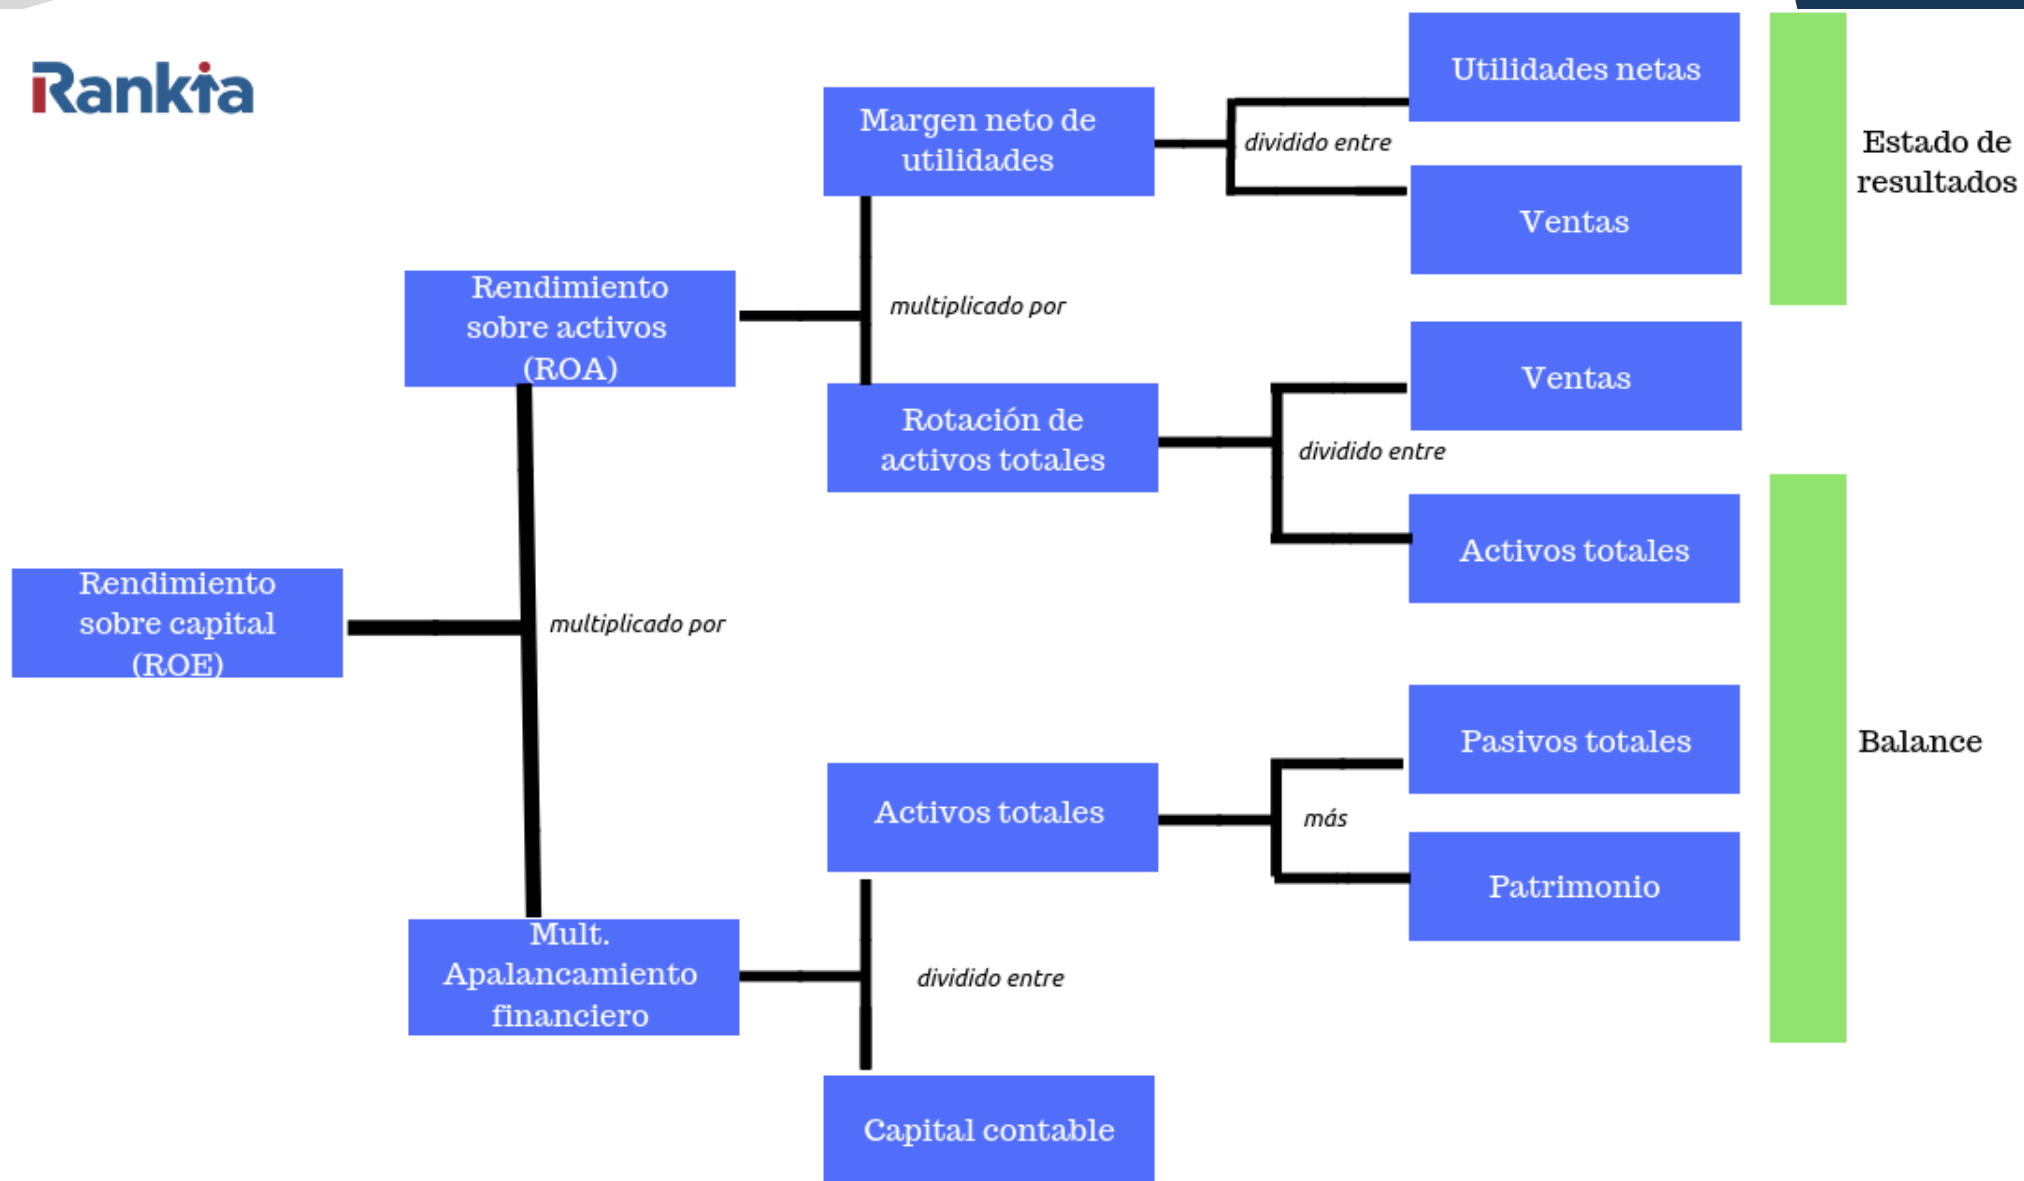 Rankia
Utilidades netas
Margen neto de
utilidades
dividido entre
Estado de
resultados
Ventas
Rendimiento
sobre activos
(ROA)
multiplicado por
Ventas
Rotación de
activos totales
dividido entre
Activos totales
Rendimiento
sobre capital
(ROE)
multiplicado por
Pasivos totales
Balance
Activos totales
más
Patrimonio
Mult.
Apalancamiento
financiero
dividido entre
Capital contable